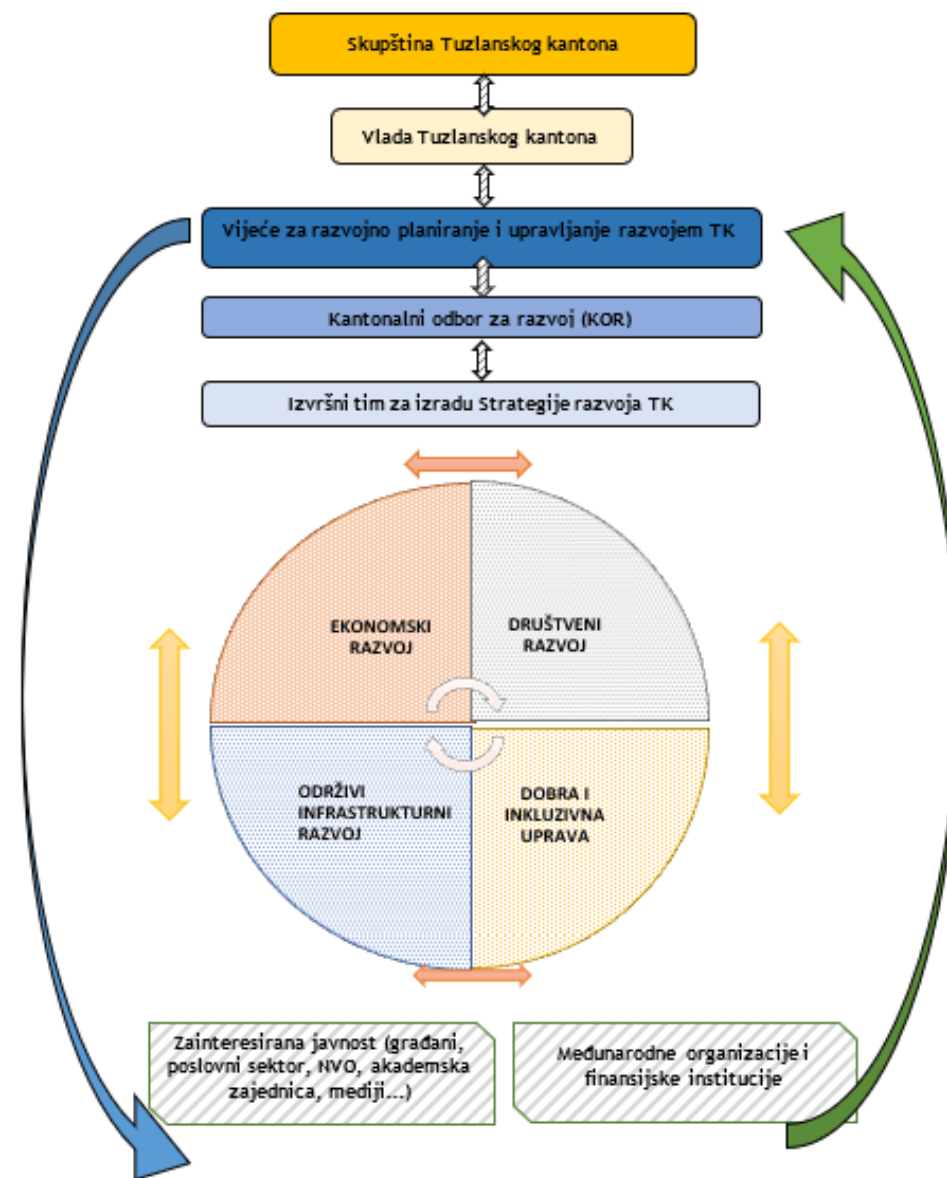 Skupština Tuzlanskog kantona
Vlada Tuzlanskog kantona
Vijeće za razvojno planiranje i upravljanje razvojem TK
Kantonalni odbor za razvoj (KOR)
Izvršni tim za izradu Strategije razvoja TK
EKONOMSKI
RAZVOJ
DRUŠTVENI
RAZVOJ
ODRŽIVI
INFRASTRUKTURNI
RAZVOJ
DOBRA I
INKLUZIVNA
UPRAVA
Zainteresirana javnost (građani,
poslovni sektor, NVO, akademska
zajednica, mediji...)
Međunarodne organizacije i
finansijske institucije